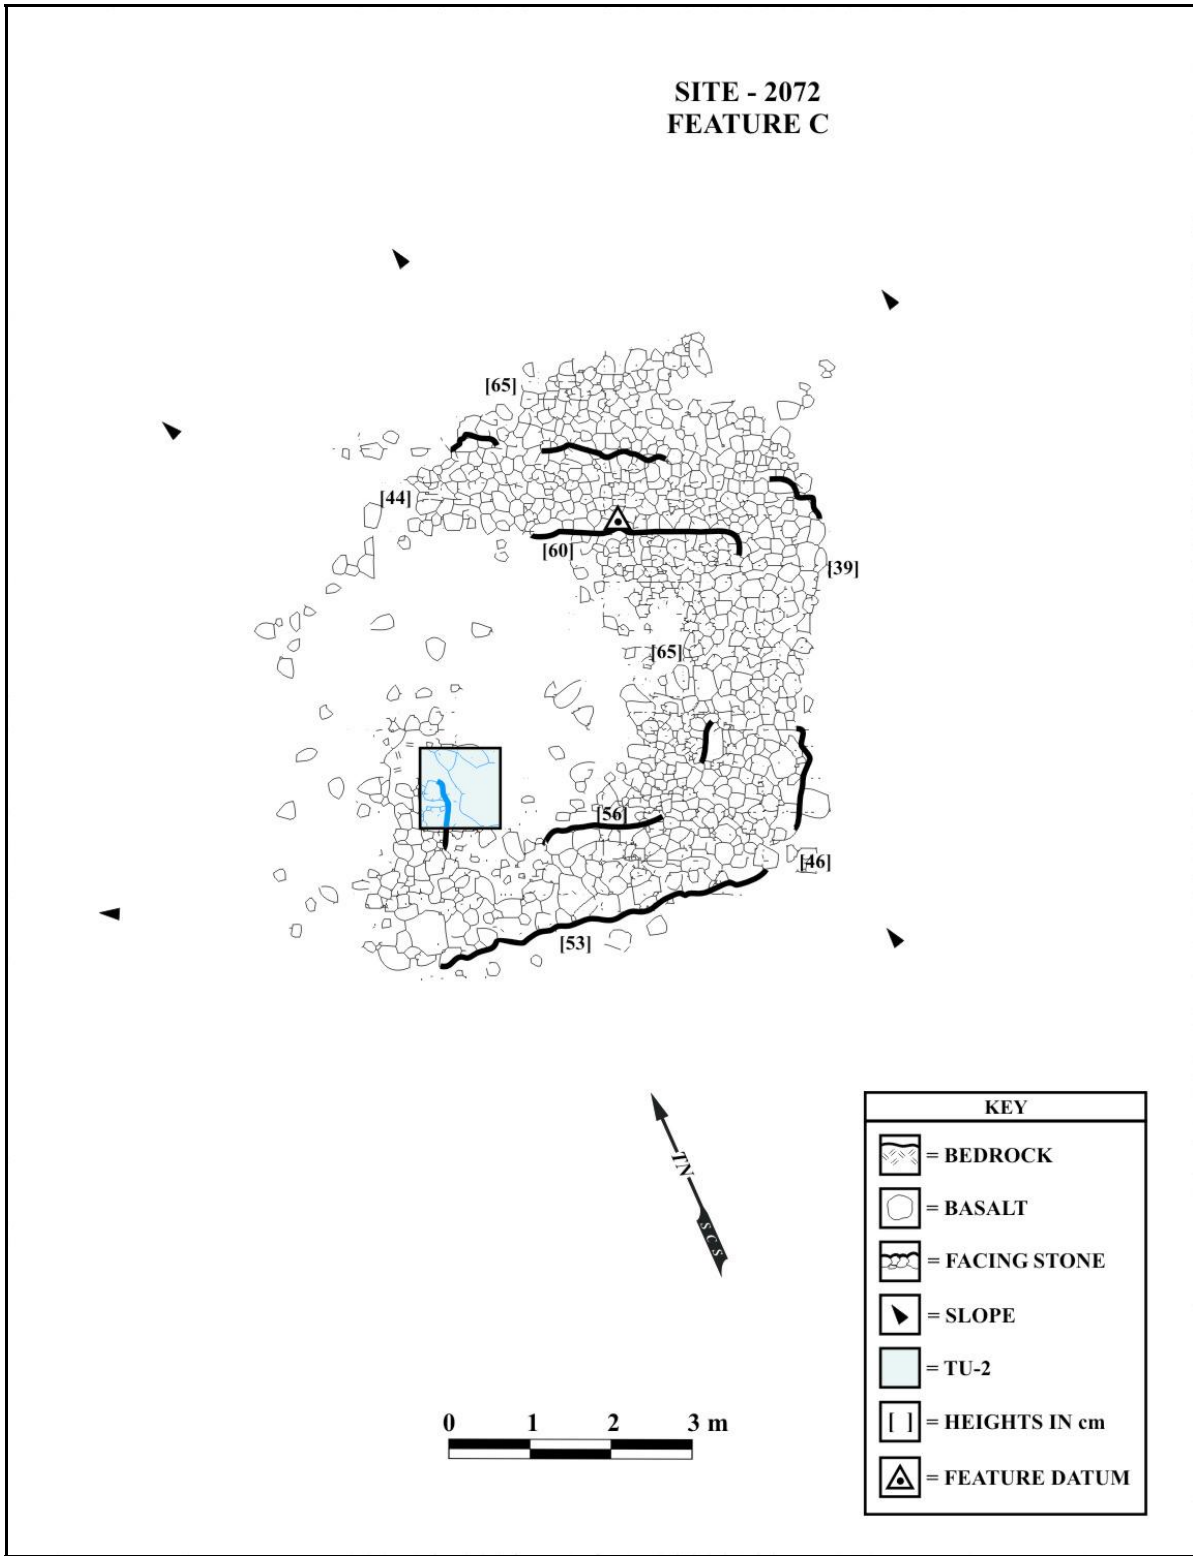 SITE - 2072
FEATURE C
[65]
[44]
[60]
[39]
[65]
[56]
[46]
[53]
TN
SCS
KEY
= BEDROCK
= BASALT
= FACING STONE
= SLOPE
= TU-2
[ ] = HEIGHTS IN cm
= FEATURE DATUM
0 1 2 3 m